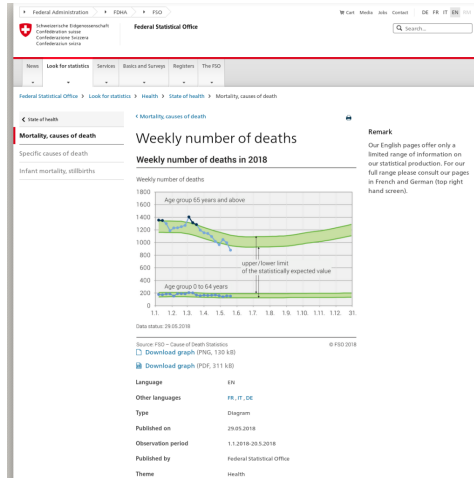 Federal Administration FDHA FSO
Cart Media Jobs Contact DE FR IT EN
Schweizerische Eidgenossenschaft
Confédération suisse
Confederazione Svizzera
Confederaziun svizra
Federal Statistical Office
Search...
News Look for statistics Services Basics and Surveys Registers The FSO
Federal Statistical Office > Look for statistics > Health > State of health > Mortality, causes of death
State of health
Mortality, causes of death
Specific causes of death
Infant mortality, stillbirths
Mortality, causes of death
Weekly number of deaths
Weekly number of deaths in 2018
Weekly number of deaths
1800
1600
1400
1200
1000
800
600
400
200
0
Age group 65 years and above
upper/lower limit
of the statistically expected value
Age group 0 to 64 years
1.1. 1.2. 1.3. 1.4. 1.5. 1.6. 1.7. 1.8. 1.9. 1.10. 1.11. 1.12. 31.
Data status: 29.05.2018
Source: FSO – Cause of Death Statistics © FSO 2018
Download graph (PNG, 130 kB)
Download graph (PDF, 311 kB)
Language EN
Other languages FR , IT , DE
Type Diagram
Published on 29.05.2018
Observation period 1.1.2018-20.5.2018
Published by Federal Statistical Office
Theme Health
Remark
Our English pages offer only a
limited range of information on
our statistical production. For our
full range please consult our pages
in French and German (top right
hand screen).